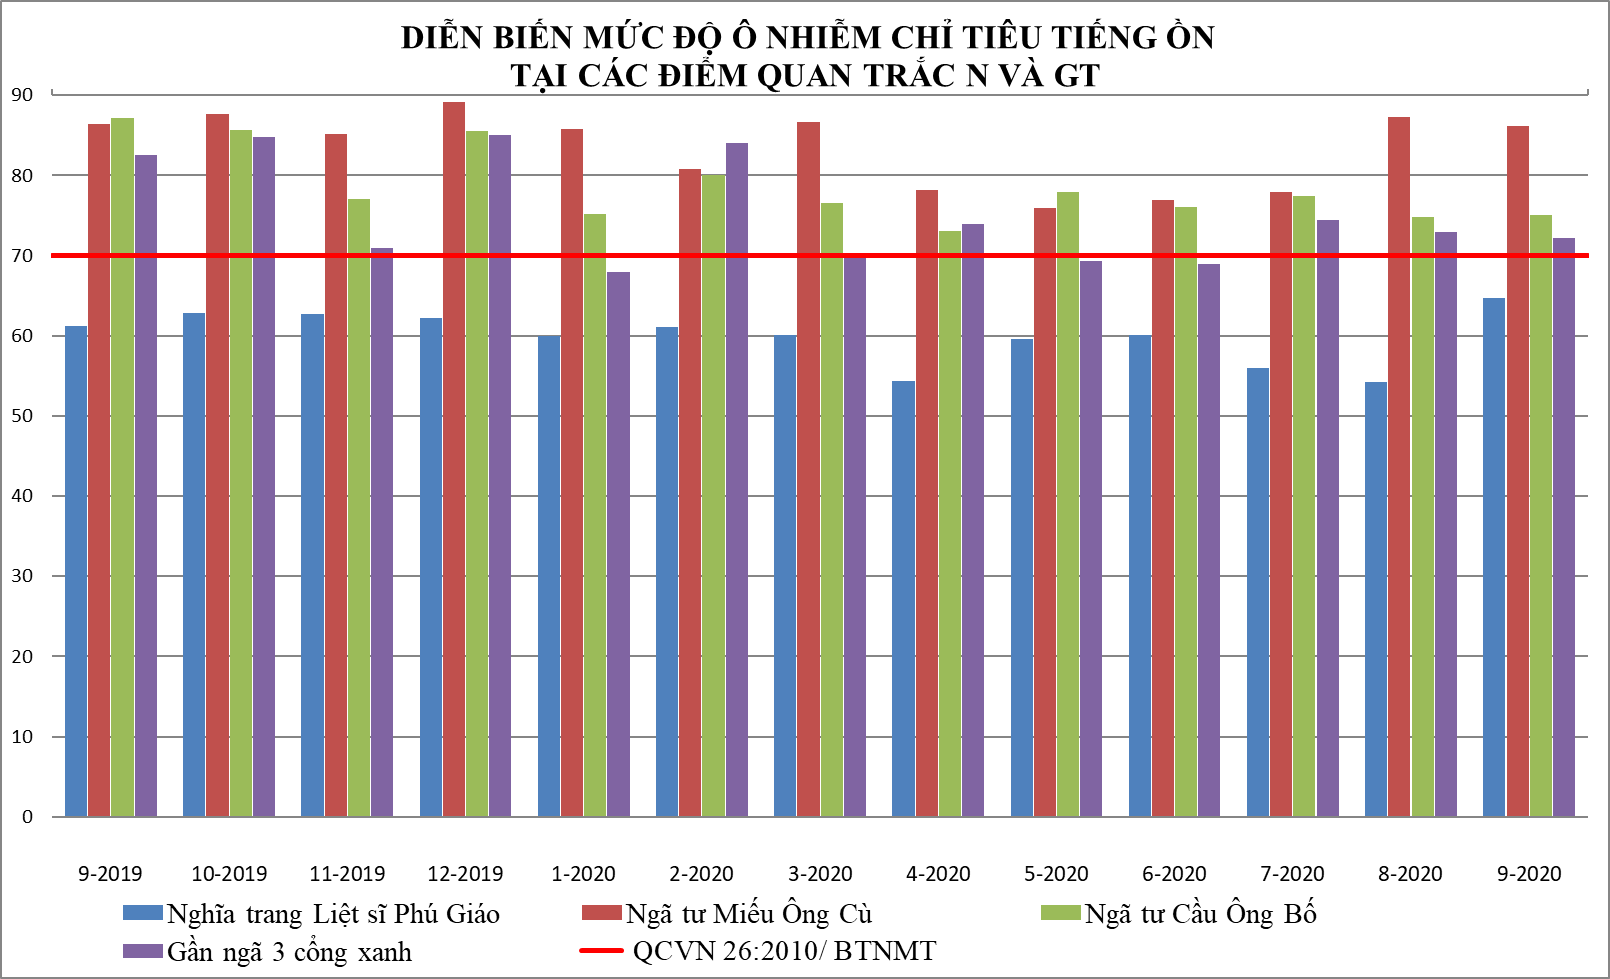 DIỄN BIẾN MỨC ĐỘ Ô NHIỄM CHỈ TIÊU TIẾNG ỒN
TẠI CÁC ĐIỂM QUAN TRẮC N VÀ GT
90
80
70
60
50
40
30
20
10
0
9-2019 10-2019 11-2019 12-2019 1-2020 2-2020 3-2020 4-2020 5-2020 6-2020 7-2020 8-2020 9-2020
Nghĩa trang Liệt sĩ Phú Giáo Ngã tư Miếu Ông Cù Ngã tư Cầu Ông Bố
Gần ngã 3 cổng xanh QCVN 26:2010/ BTNMT